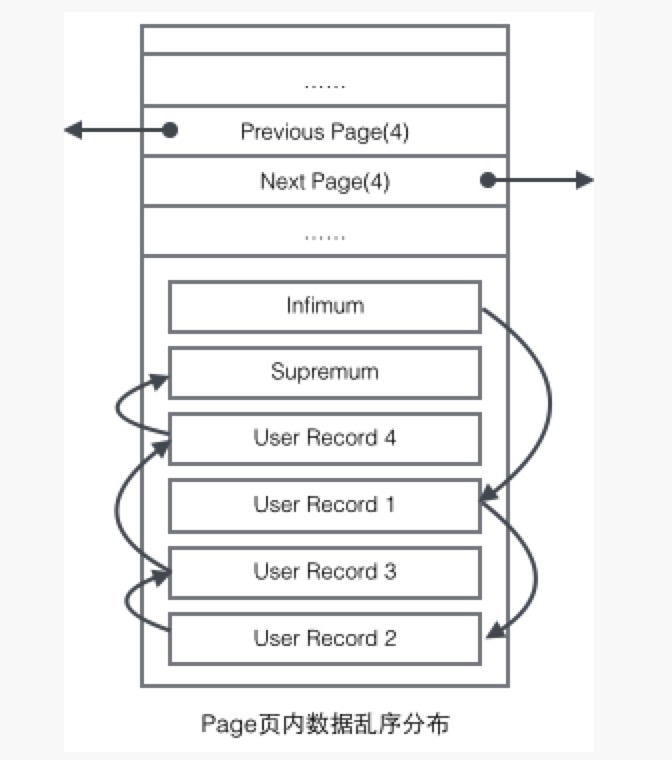 ……
Previous Page(4)
Next Page(4)
……
Infimum
Supremum
User Record 4
User Record 1
User Record 3
User Record 2
Page页内数据乱序分布